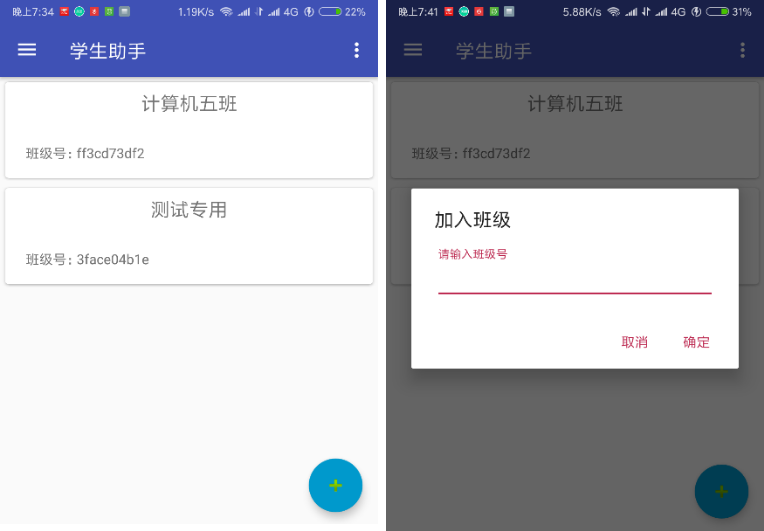 晚上7:34
1.19K/s
4G
22%
学生助手
计算机五班
班级号：ff3cd73df2
测试专用
班级号：3face04b1e
晚上7:41
5.88K/s
4G
31%
学生助手
计算机五班
班级号：ff3cd73df2
加入班级
请输入班级号
取消
确定